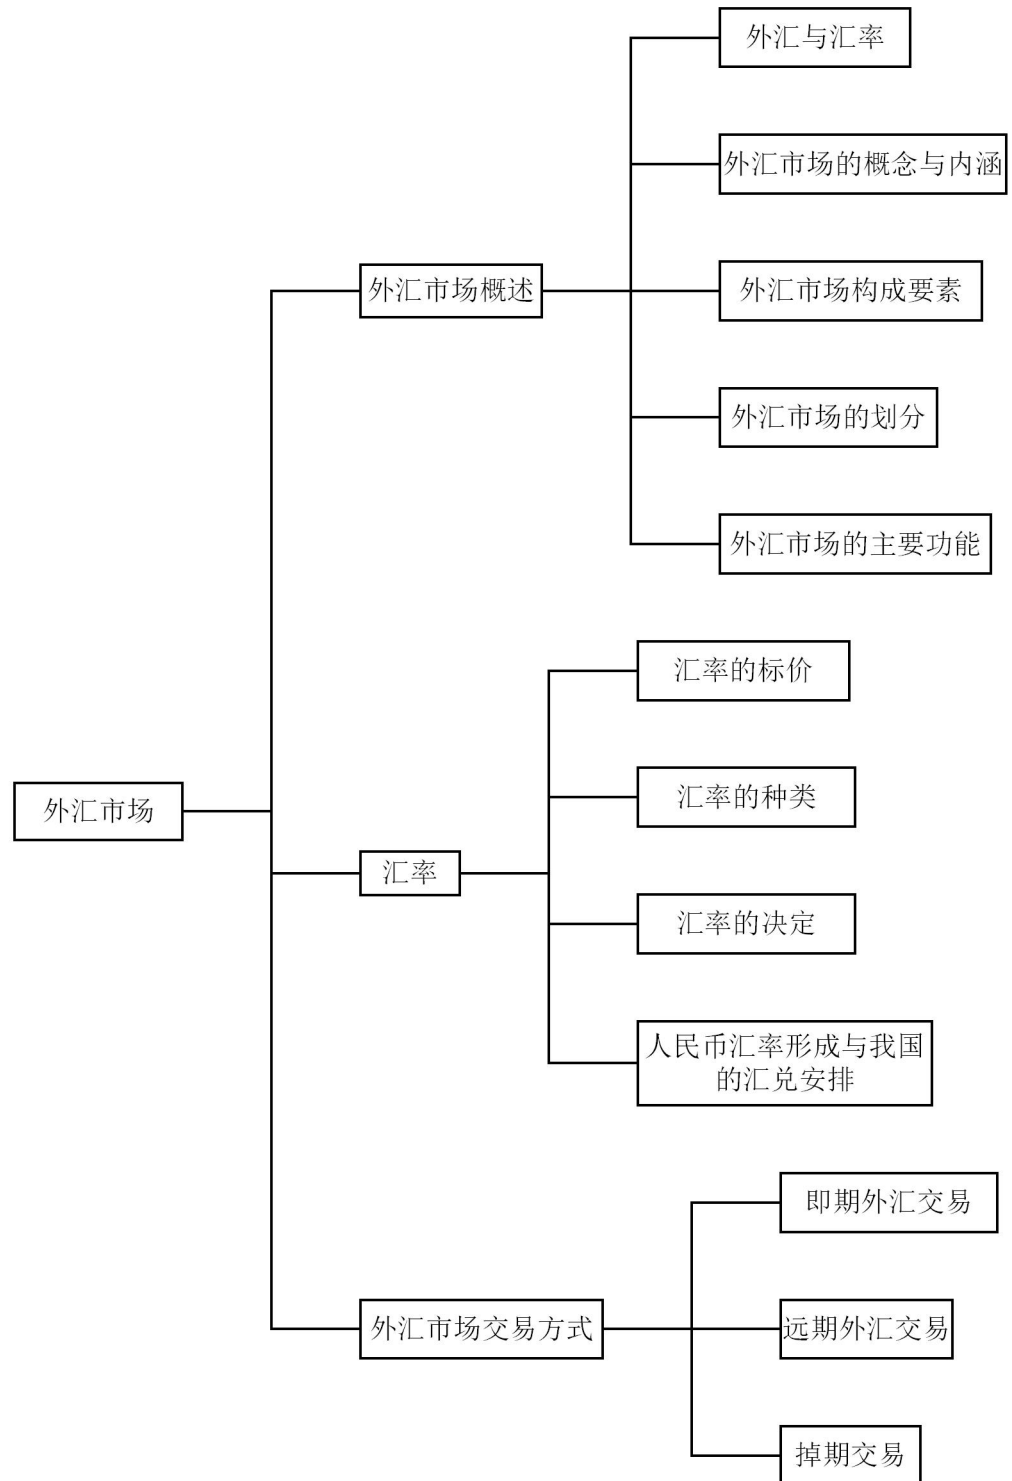 外汇与汇率
外汇市场的概念与内涵
外汇市场概述
外汇市场构成要素
外汇市场的划分
外汇市场的主要功能
汇率的标价
汇率的种类
外汇市场
汇率
汇率的决定
人民币汇率形成与我国
的汇兑安排
即期外汇交易
外汇市场交易方式
远期外汇交易
掉期交易